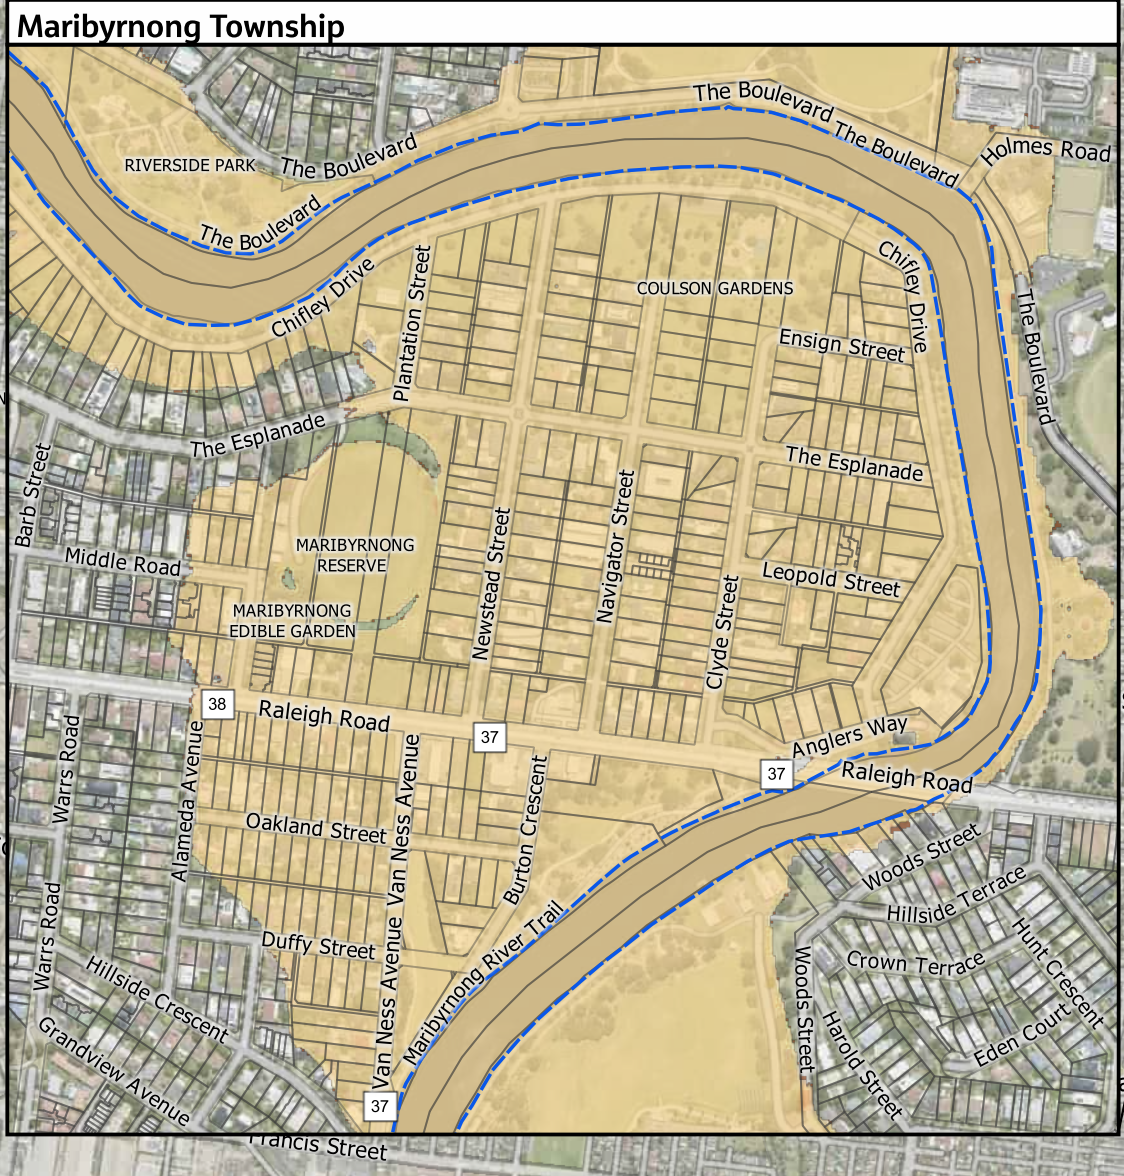 Maribyrnong Township
The Boulevard
The Boulevard
Holmes Road
RIVERSIDE PARK
The Boulevard
The Boulevard
Chifley Drive
Plantation Street
COULSON GARDENS
Chifley Drive
Ensign Street
The Boulevard
The Esplanade
The Esplanade
Barb Street
Middle Road
MARIBYRNONG
RESERVE
MARIBYRNONG
EDIBLE GARDEN
Newstead Street
Navigator Street
Clyde Street
Leopold Street
38
Raleigh Road
37
Anglers Way
37
Raleigh Road
Warrs Road
Alameda Avenue
Oakland Street
Van Ness Avenue
Burton Crescent
Woods Street
Hillside Terrace
Warrs Road
Duffy Street
Van Ness Avenue
Maribyrnong River Trail
Hillside Crescent
Grandview Avenue
Woods Street
Crown Terrace
Hunt Crescent
Harold Street
Eden Court
Van Ness Avenue
37
Francis Street